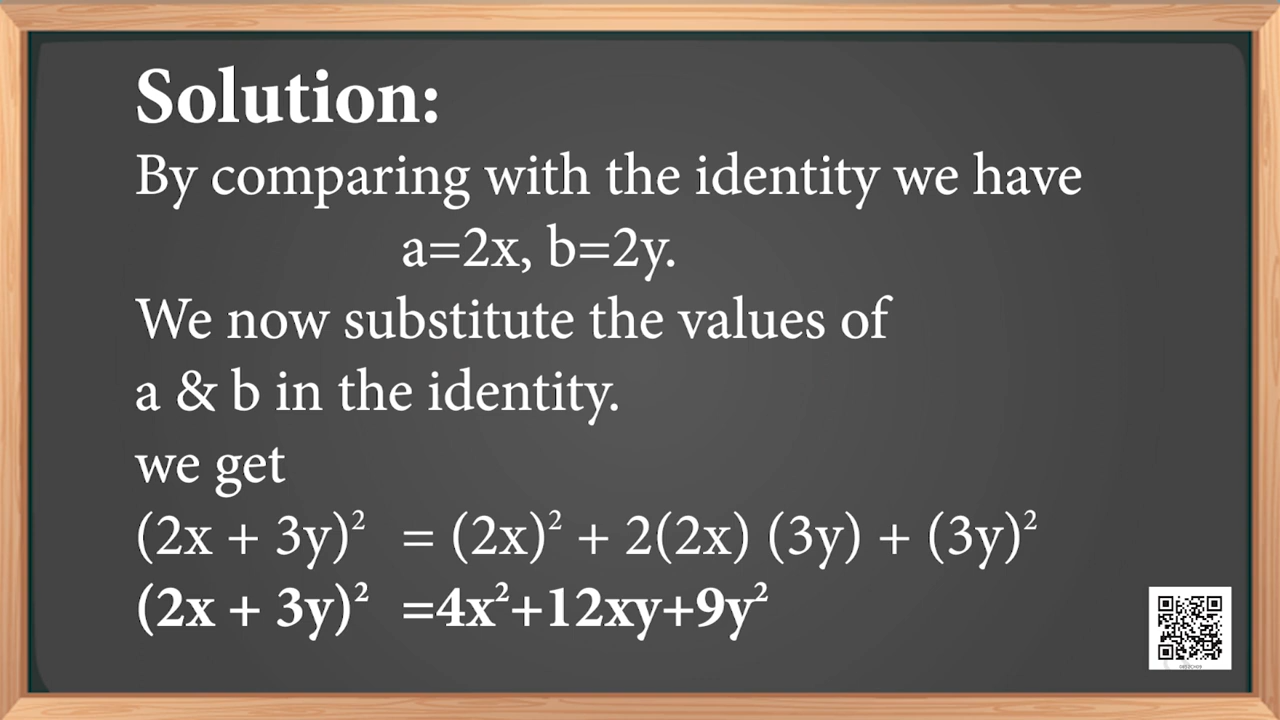 Solution:
By comparing with the identity we have
a=2x, b=2y.
We now substitute the values of
a & b in the identity.
we get
(2x + 3y)² = (2x)² + 2(2x) (3y) + (3y)²
(2x + 3y)² =4x²+12xy+9y²